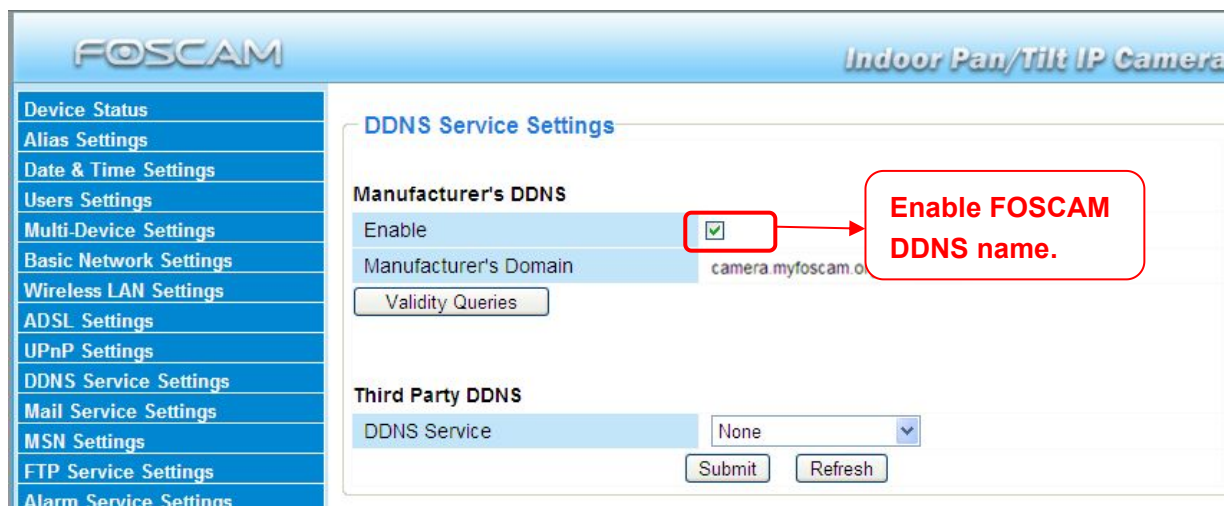 FOSCAM
Indoor Pan/Tilt IP Camera
Device Status
Alias Settings
Date & Time Settings
Users Settings
Multi-Device Settings
Basic Network Settings
Wireless LAN Settings
ADSL Settings
UPnP Settings
DDNS Service Settings
Mail Service Settings
MSN Settings
FTP Service Settings
Alarm Service Settings
DDNS Service Settings
Manufacturer's DDNS
Enable
Enable FOSCAM
DDNS name.
Manufacturer's Domain
camera.myfoscam.o
Validity Queries
Third Party DDNS
DDNS Service
None
Submit
Refresh